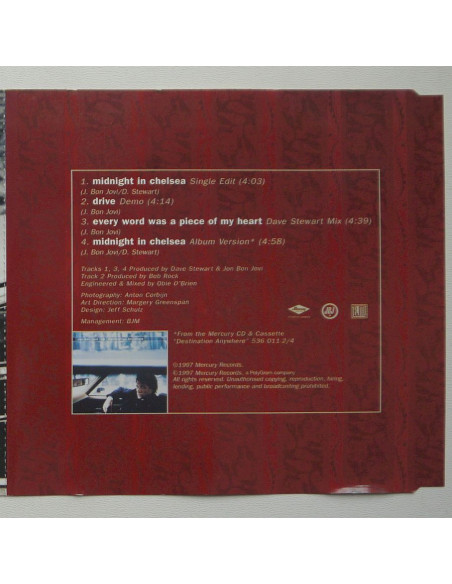 1. midnight in chelsea Single Edit (4:03)
(J. Bon Jovi/D. Stewart)
2. drive Demo (4:14)
(J. Bon Jovi)
3. every word was a piece of my heart Dave Stewart Mix (4:39)
(J. Bon Jovi)
4. midnight in chelsea Album Version* (4:58)
(J. Bon Jovi/D. Stewart)
Tracks 1, 3, 4 Produced by Dave Stewart & Jon Bon Jovi
Track 2 Produced by Bob Rock
Engineered & Mixed by Obie O'Brien
Photography: Anton Corbijn
Art Direction: Margery Greenspan
Design: Jeff Schulz
Management: BJM
*From the Mercury CD & Cassette
"Destination Anywhere" 536 011-2/4
℗1997 Mercury Records.
©1997 Mercury Records, a PolyGram company
All rights reserved. Unauthorised copying, reproduction, hiring,
lending, public performance and broadcasting prohibited.